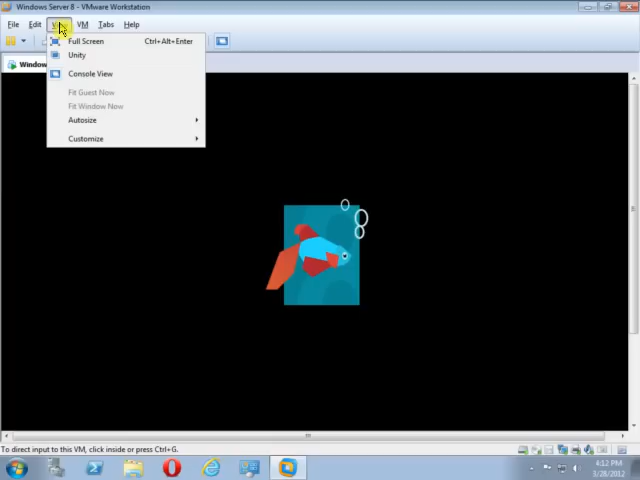 Windows Server 8 - VMware Workstation
File Edit VM Tabs Help
Full Screen Ctrl+Alt+Enter
Unity
Window
Console View
Fit Guest Now
Fit Window Now
Autosize
Customize
To direct input to this VM, click inside or press Ctrl+G.
4:12 PM
3/28/2012